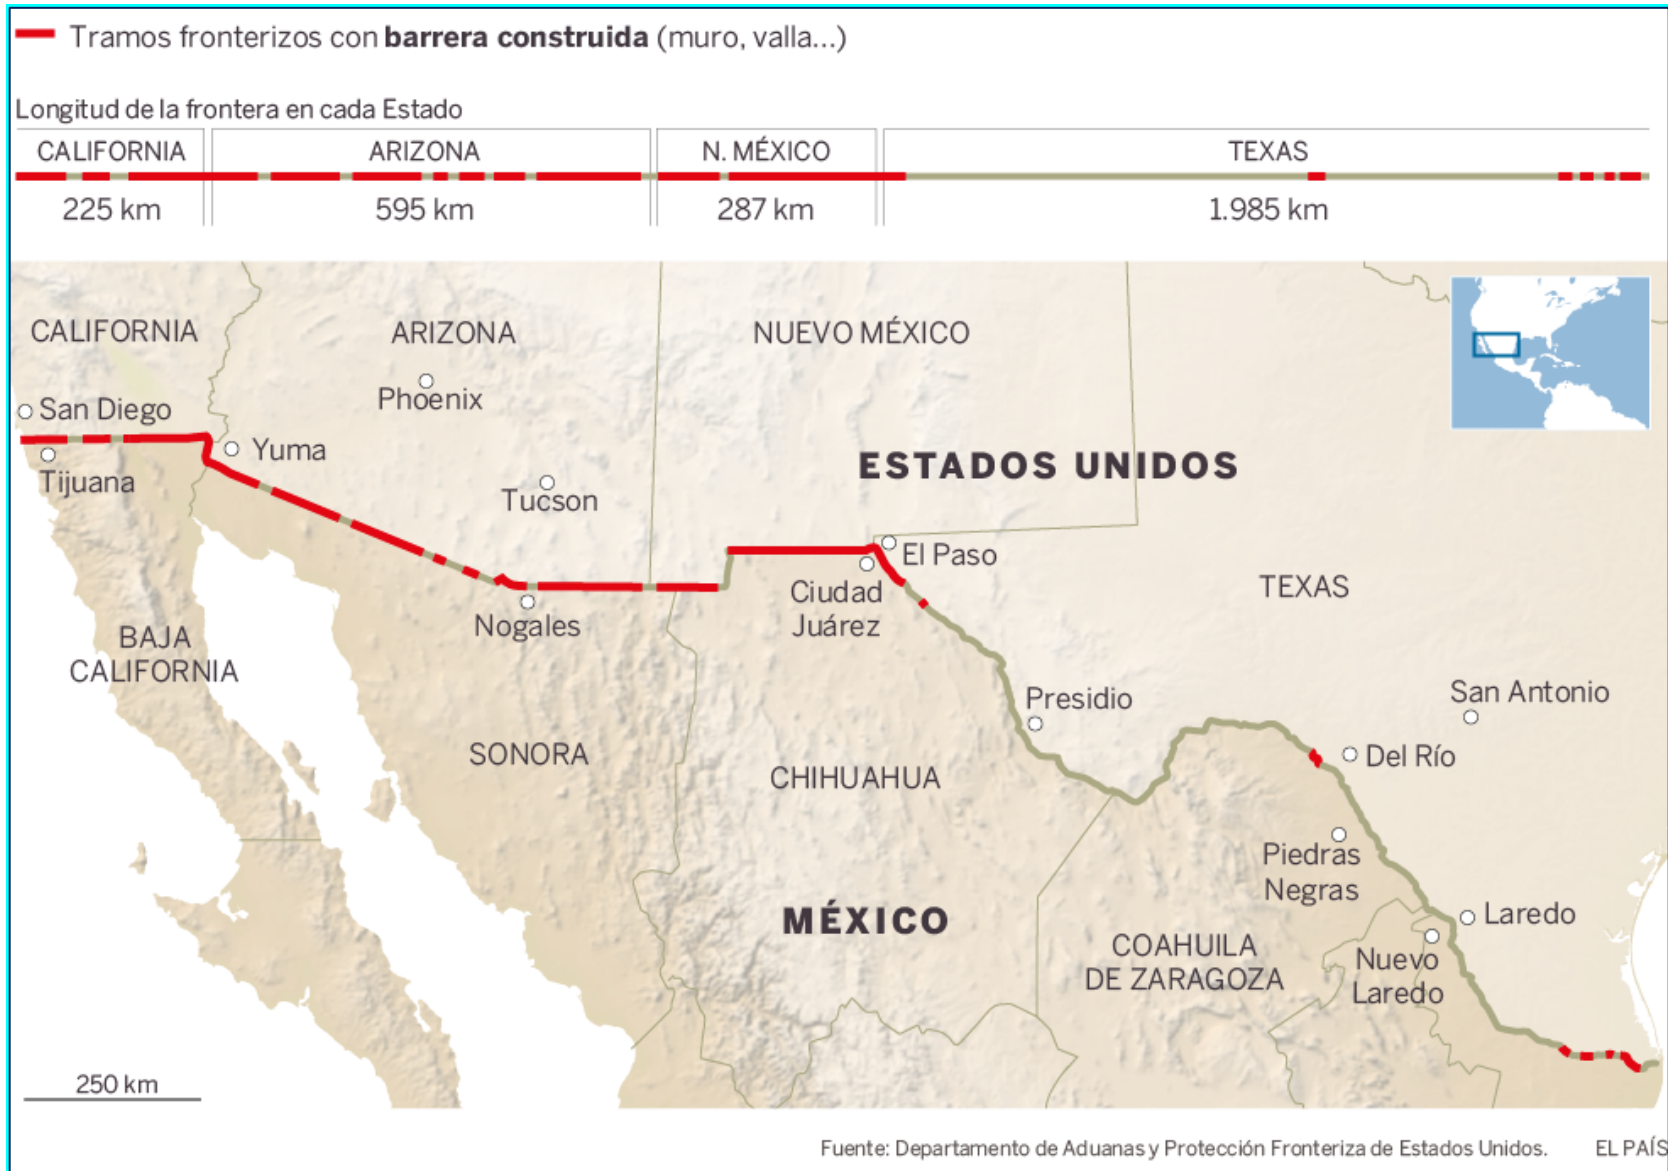 Tramos fronterizos con barrera construida (muro, valla...)
Longitud de la frontera en cada Estado
CALIFORNIA
ARIZONA
N. MÉXICO
TEXAS
225 km
595 km
287 km
1.985 km
CALIFORNIA
ARIZONA
NUEVO MÉXICO
Phoenix
San Diego
Yuma
Tijuana
Tucson
ESTADOS UNIDOS
El Paso
Ciudad
Juárez
TEXAS
Nogales
BAJA
CALIFORNIA
Presidio
San Antonio
SONORA
CHIHUAHUA
Del Río
Piedras
Negras
MÉXICO
Laredo
COAHUILA
DE ZARAGOZA
Nuevo
Laredo
250 km
Fuente: Departamento de Aduanas y Protección Fronteriza de Estados Unidos.
EL PAÍS